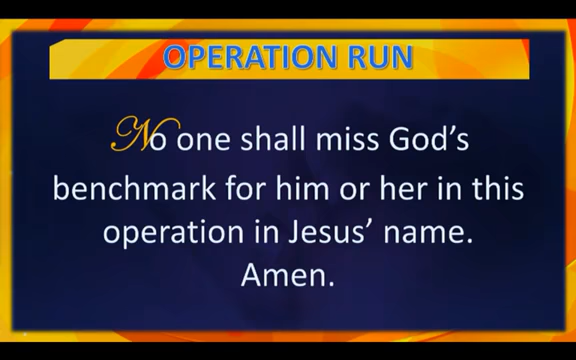 OPERATION RUN
No one shall miss God's
benchmark for him or her in this
operation in Jesus' name.
Amen.